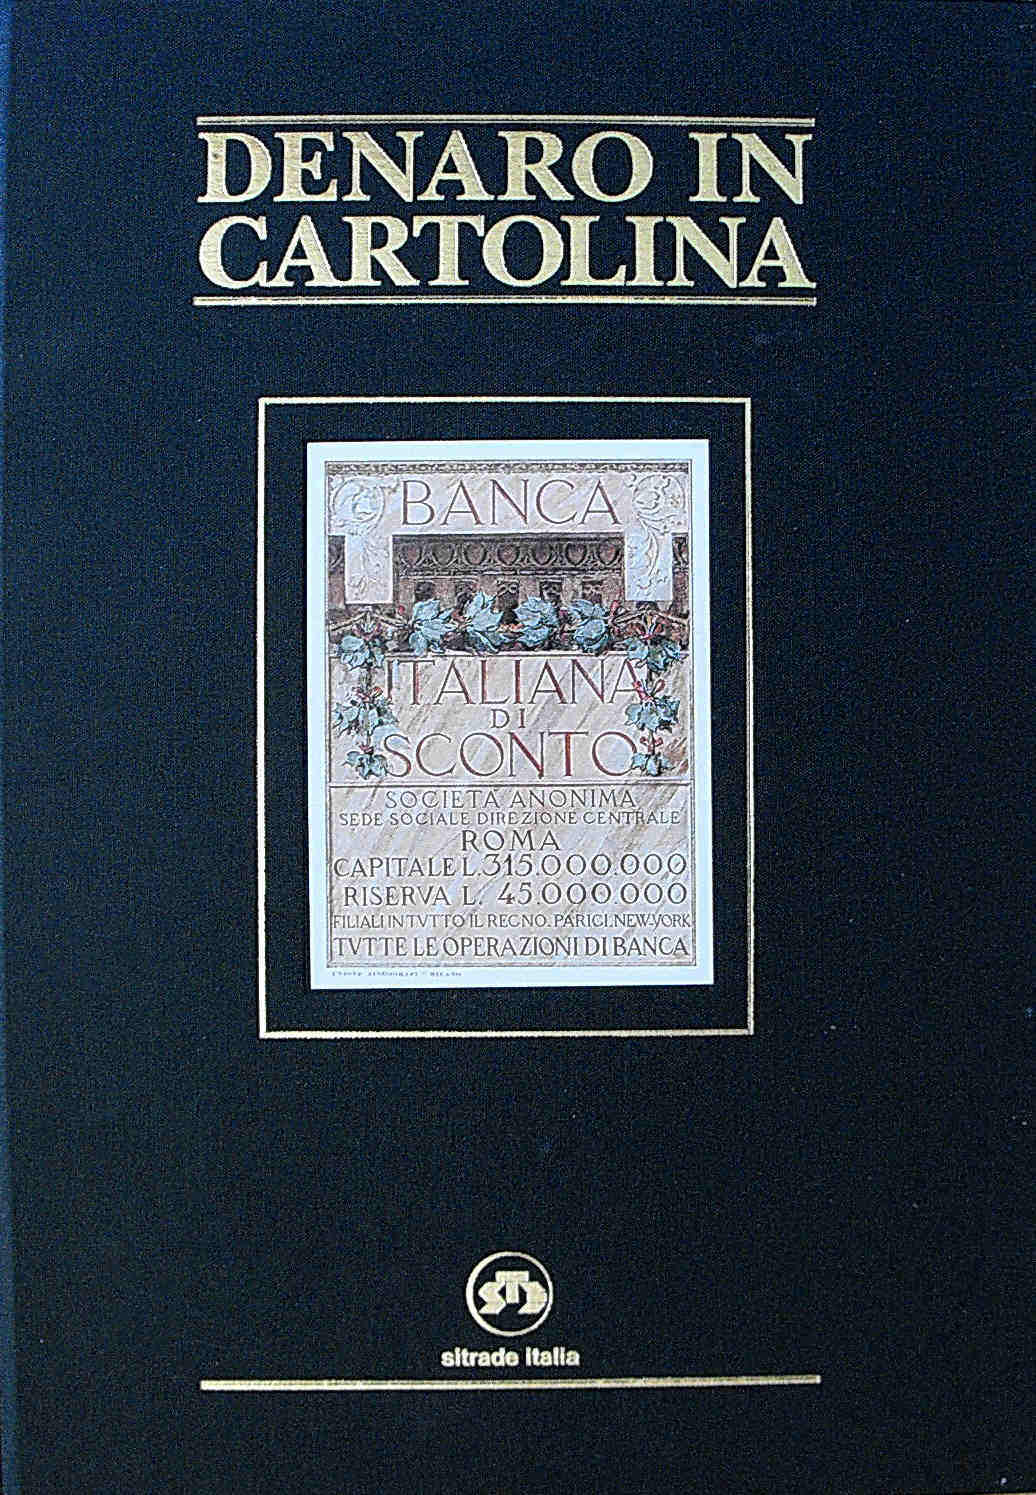 DENARO IN
CARTOLINA
BANCA
ITALIANA
DI
SCONTO
SOCIETÀ ANONIMA
SEDE SOCIALE DIREZIONE CENTRALE
ROMA
CAPITALE L. 315.000.000
RISERVA L. 45.000.000
FILIALI IN TVTTO IL REGNO. PARIGI. NEW-YORK
TVTTE LE OPERAZIONI DI BANCA
STD
sitrade italia